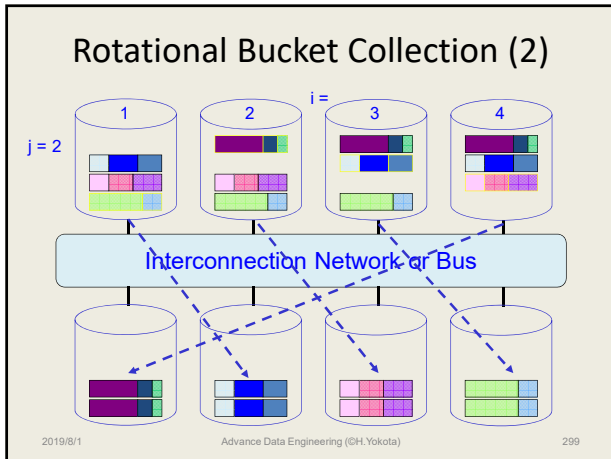 Rotational Bucket Collection (2)
i =
1 2 3 4
j = 2
Interconnection Network or Bus
2019/8/1 Advance Data Engineering (©H.Yokota) 299